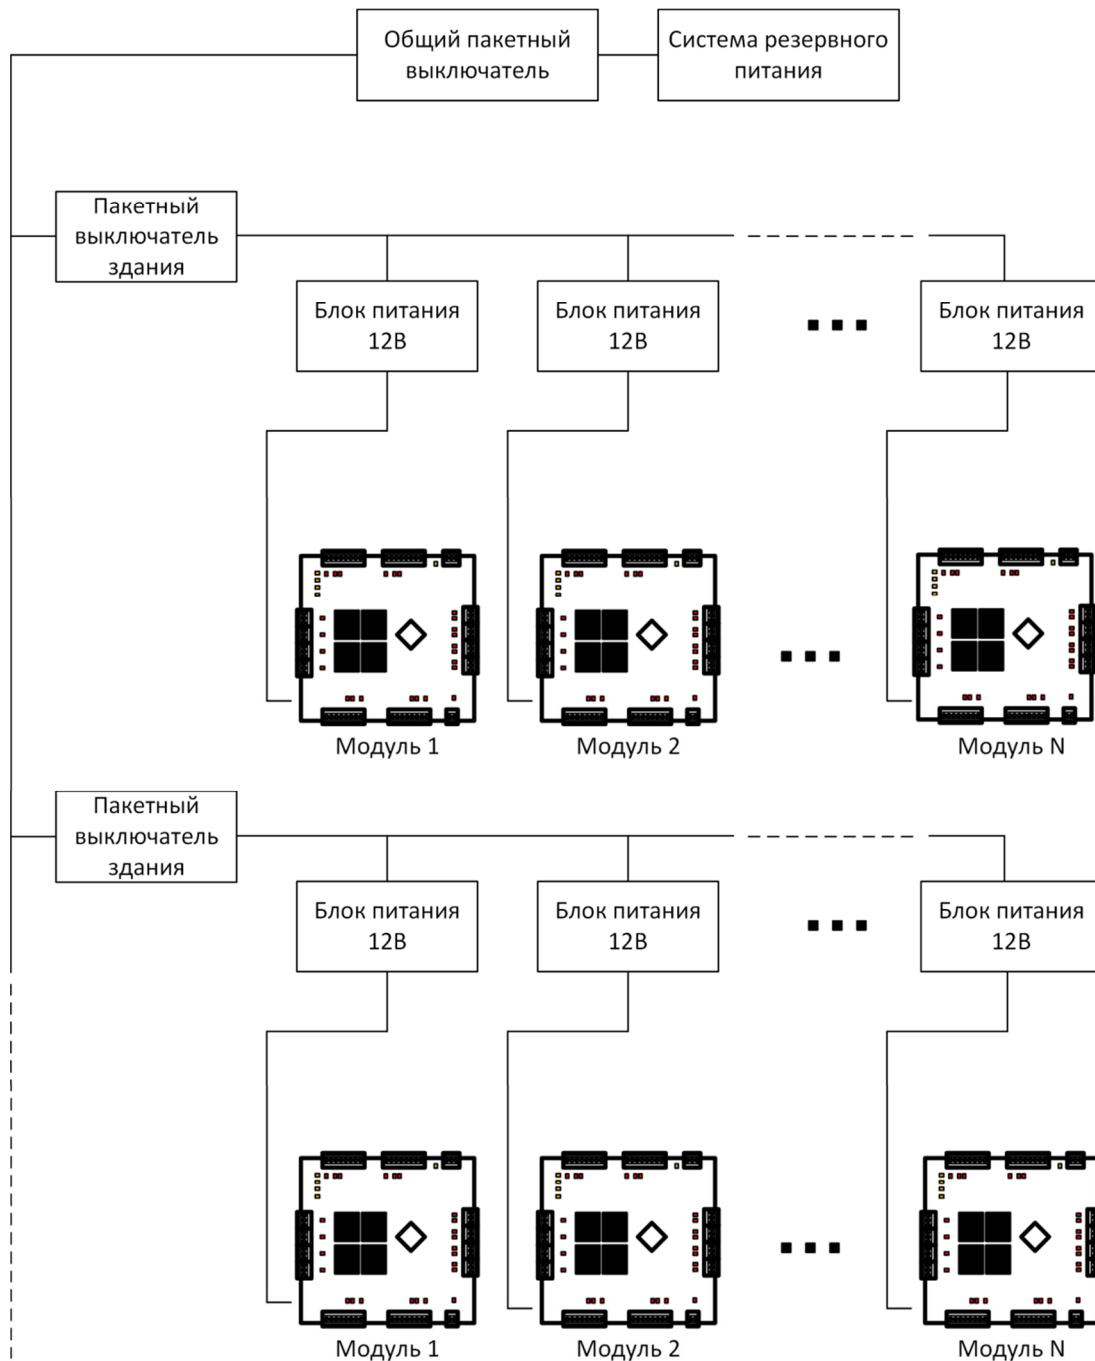 Общий пакетный
выключатель
Система резервного
питания
Пакетный
выключатель
здания
Блок питания
12В
Блок питания
12В
Блок питания
12В
Модуль 1
Модуль 2
Модуль N
Пакетный
выключатель
здания
Блок питания
12В
Блок питания
12В
Блок питания
12В
Модуль 1
Модуль 2
Модуль N